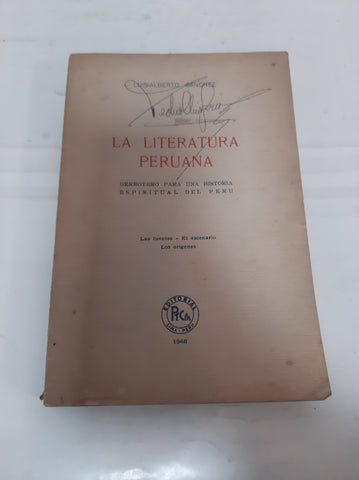 LUIS ALBERTO SANCHEZ
LA LITERATURA
PERUANA
DERROTERO PARA UNA HISTORIA
ESPIRITUAL DEL PERU
Las fuentes - El escenario
Los orígenes
EDITORIAL
PTCM
LIMA-PERU
1946